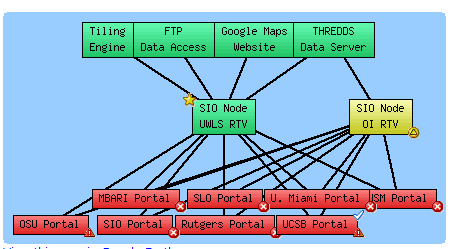 Tiling
Engine
FTP
Data Access
Google Maps
Website
THREDDS
Data Server
SIO Node
UWLS RTV
SIO Node
OI RTV
MBARI Portal
SLO Portal
U. Miami Portal
USM Portal
OSU Portal
SIO Portal
Rutgers Portal
UCSB Portal